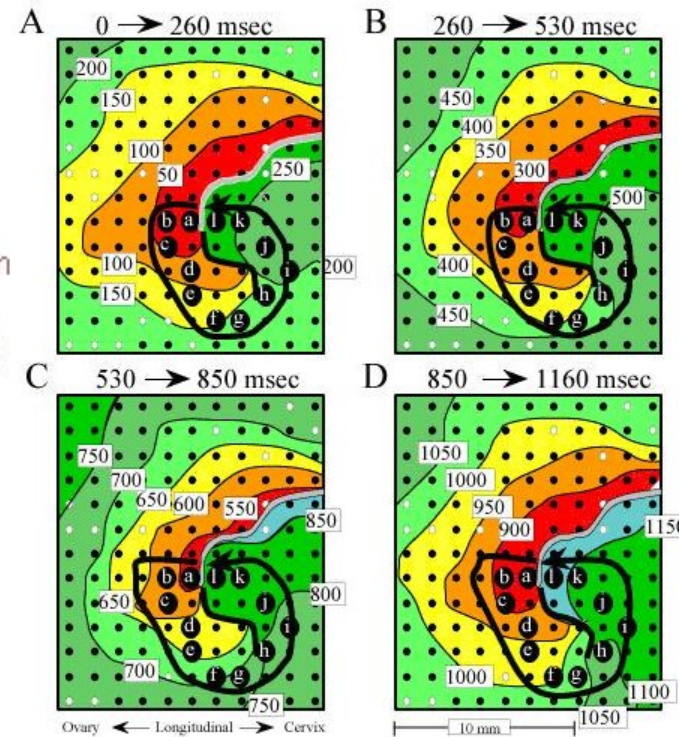 A
0 → 260 msec
200
150
100
50
250
b a l k
c
j
d
i
100
200
150
e
h
f g
B
260 → 530 msec
450
400
350
300
500
b a l k
c
j
400
d
i
e
h
450
f g
C
530 → 850 msec
750
700
650 600 550
850
b a l k
650
c
j
800
d
i
e
h
700
f g
750
Ovary ← Longitudinal → Cervix
D
850 → 1160 msec
1050
1000
950
900
1150
b a l k
c
j
d
i
e
h
1000
f g
1100
1050
10 mm